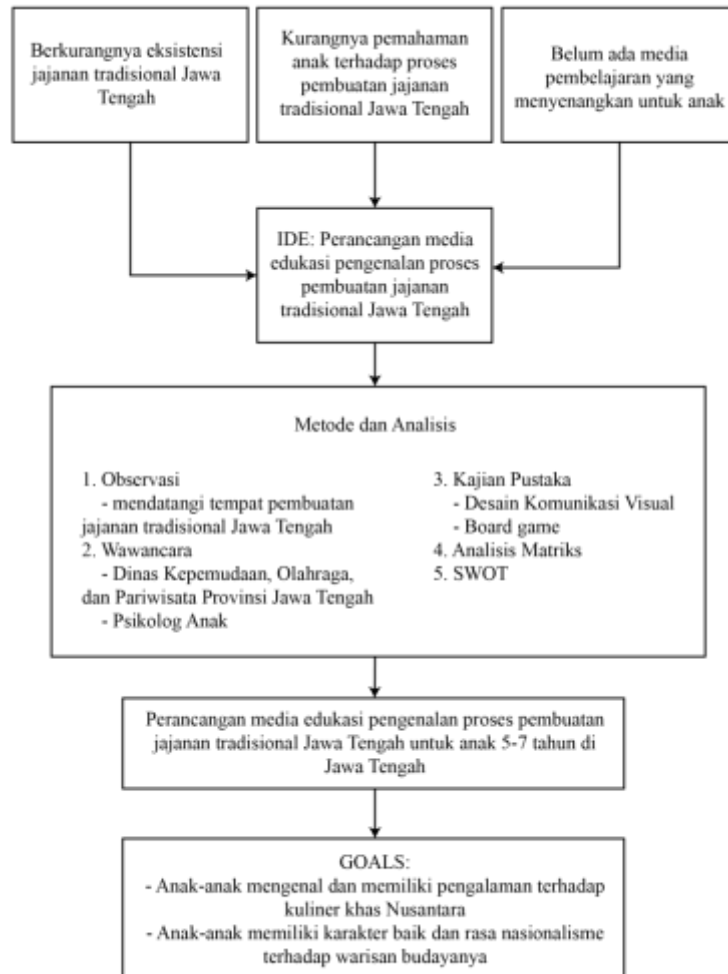 Berkurangnya eksistensi
jajanan tradisional Jawa
Tengah
Kurangnya pemahaman
anak terhadap proses
pembuatan jajanan
tradisional Jawa Tengah
Belum ada media
pembelajaran yang
menyenangkan untuk anak
IDE: Perancangan media
edukasi pengenalan proses
pembuatan jajanan
tradisional Jawa Tengah
Metode dan Analisis
1. Observasi
- mendatangi tempat pembuatan
jajanan tradisional Jawa Tengah
2. Wawancara
- Dinas Kepemudaan, Olahraga,
dan Pariwisata Provinsi Jawa Tengah
- Psikolog Anak
3. Kajian Pustaka
- Desain Komunikasi Visual
- Board game
4. Analisis Matriks
5. SWOT
Perancangan media edukasi pengenalan proses pembuatan
jajanan tradisional Jawa Tengah untuk anak 5-7 tahun di
Jawa Tengah
GOALS:
- Anak-anak mengenal dan memiliki pengalaman terhadap
kuliner khas Nusantara
- Anak-anak memiliki karakter baik dan rasa nasionalisme
terhadap warisan budayanya